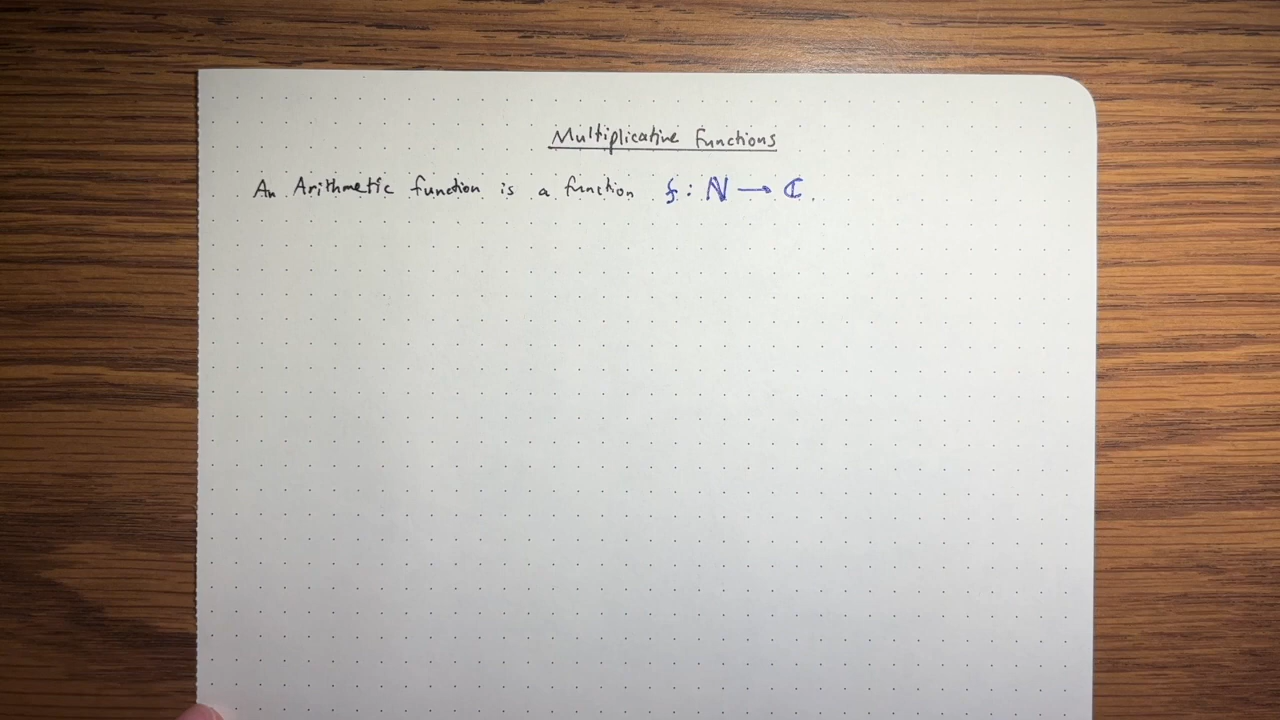 Multiplicative Functions
An Arithmetic function is a function f : ℕ → ℂ.